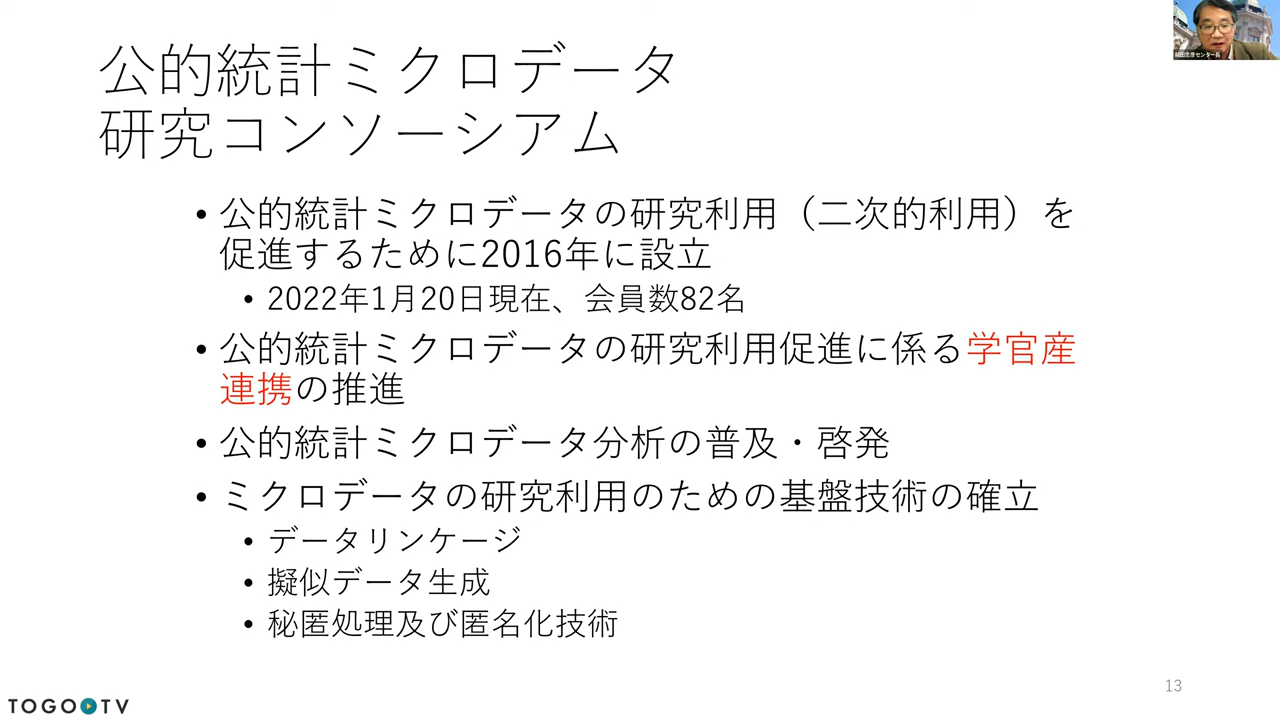 公的統計ミクロデータ
研究コンソーシアム
• 公的統計ミクロデータの研究利用（二次的利用）を
促進するために2016年に設立
• 2022年1月20日現在、会員数82名
• 公的統計ミクロデータの研究利用促進に係る学官産
連携の推進
• 公的統計ミクロデータ分析の普及・啓発
• ミクロデータの研究利用のための基盤技術の確立
• データリンケージ
• 擬似データ生成
• 秘匿処理及び匿名化技術
13
TOGO TV